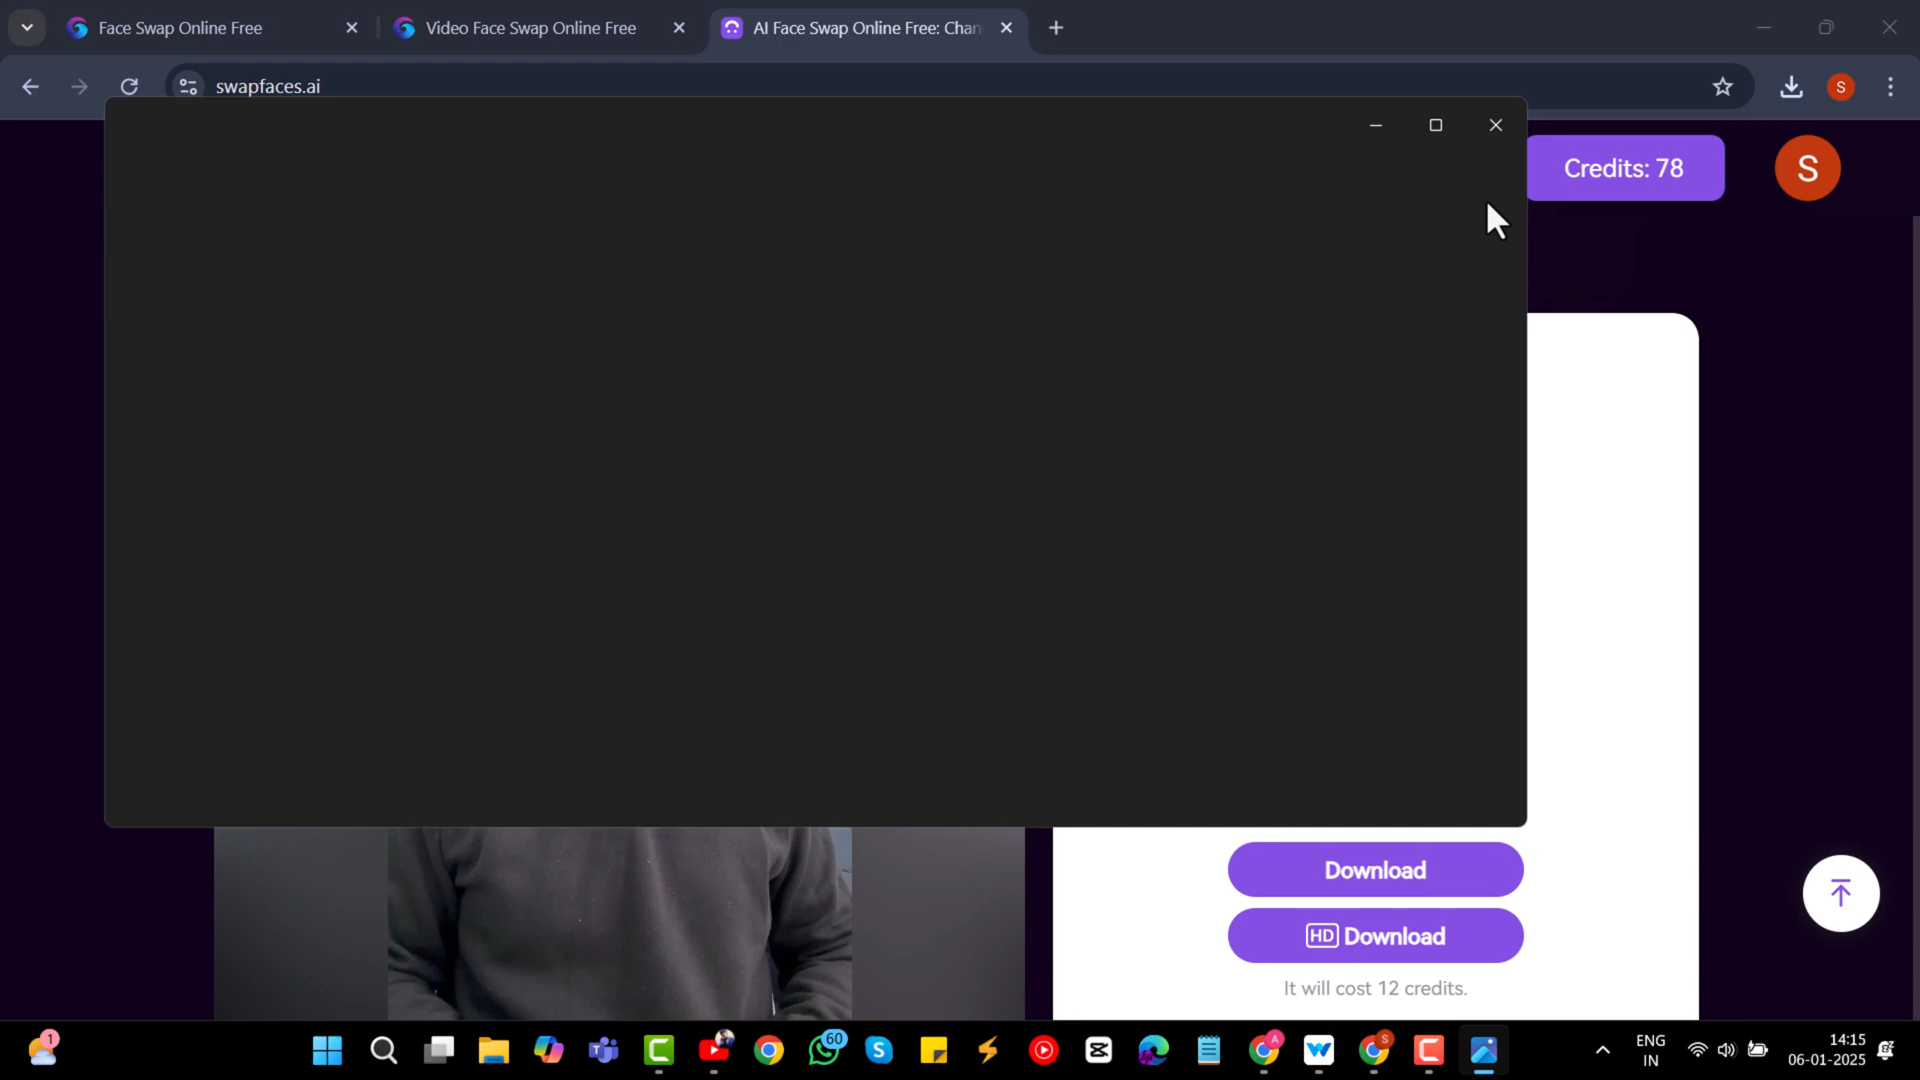 Face Swap Online Free
Video Face Swap Online Free
AI Face Swap Online Free: Chan
swapfaces.ai
S
Credits: 78
S
Download
HD Download
It will cost 12 credits.
1
60
A
S
ENG
IN
14:15
06-01-2025